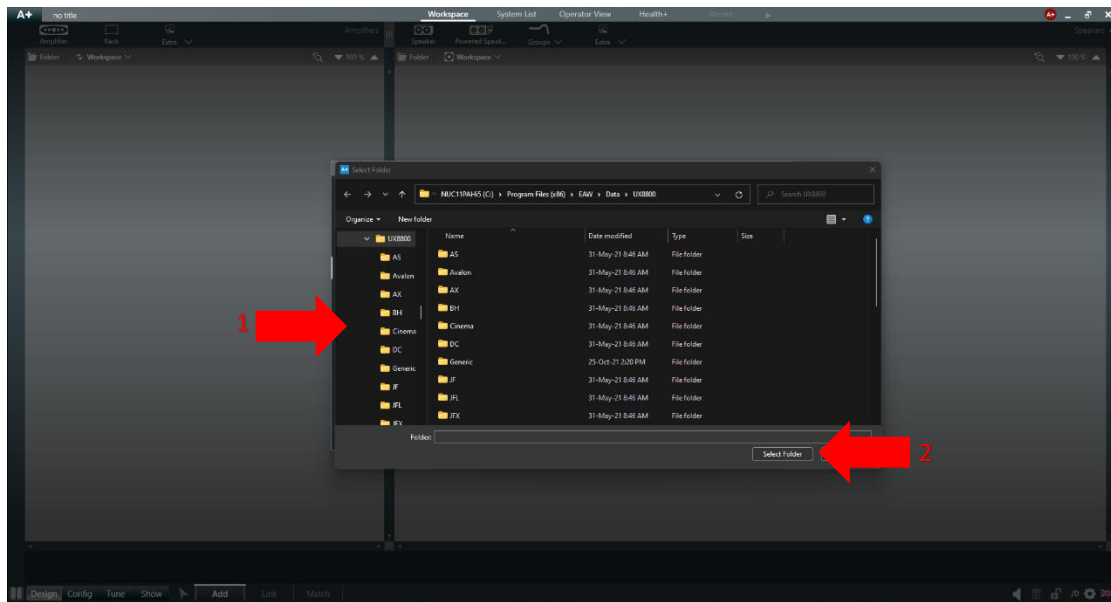 A+ no title Workspace System List Operator View Health+ A+
Amplifier Rack Extra Amplifiers Speaker Powered Speak... Groups Extra Speakers
Folder Workspace 100 % Folder Workspace 100 %
Select Folder
NUC11PAHi5 (C:) > Program Files (x86) > EAW > Data > UX8800 Search UX8800
Organize New folder
UX8800 Name Date modified Type Size
AS AS 31-May-21 8:46 AM File folder
Avalon Avalon 31-May-21 8:46 AM File folder
AX AX 31-May-21 8:46 AM File folder
BH BH 31-May-21 8:46 AM File folder
1 Cinema Cinema 31-May-21 8:46 AM File folder
DC DC 31-May-21 8:46 AM File folder
Generic Generic 25-Oct-21 2:20 PM File folder
JF JF 31-May-21 8:46 AM File folder
JFL JFL 31-May-21 8:46 AM File folder
JFX JFX 31-May-21 8:46 AM File folder
Folder:
Select Folder 2
Design Config Tune Show Add Link Match